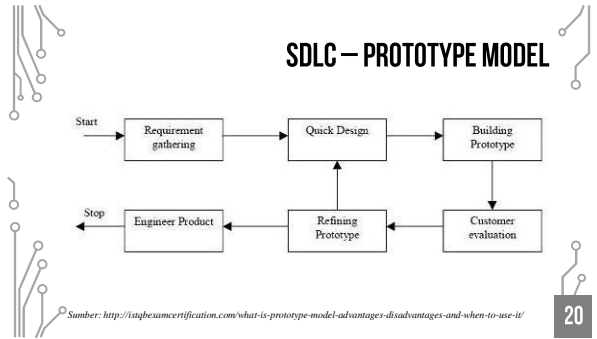 SDLC – PROTOTYPE MODEL
Start
Requirement
gathering
Quick Design
Building
Prototype
Stop
Engineer Product
Refining
Prototype
Customer
evaluation
Sumber: http://istqbexamcertification.com/what-is-prototype-model-advantages-disadvantages-and-when-to-use-it/
20